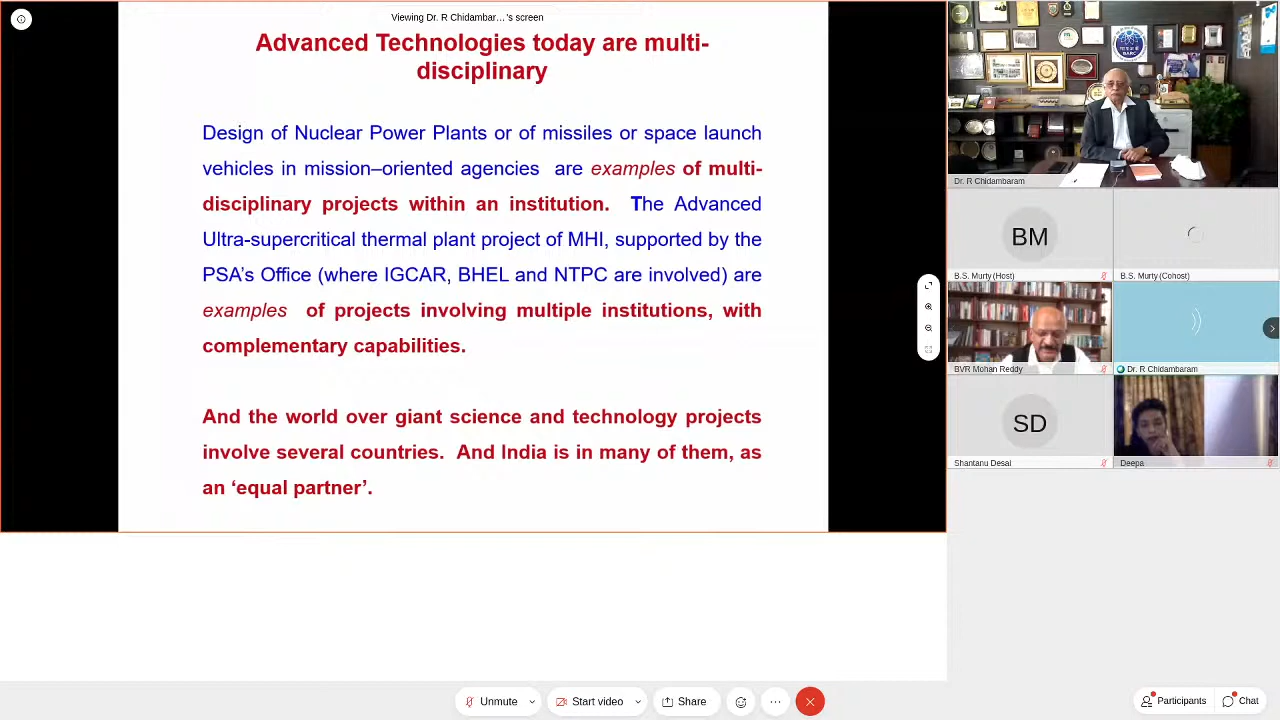 Viewing Dr. R Chidambar… 's screen
Advanced Technologies today are multi-
disciplinary
Design of Nuclear Power Plants or of missiles or space launch
vehicles in mission–oriented agencies are examples of multi-
disciplinary projects within an institution. The Advanced
Ultra-supercritical thermal plant project of MHI, supported by the
PSA's Office (where IGCAR, BHEL and NTPC are involved) are
examples of projects involving multiple institutions, with
complementary capabilities.
And the world over giant science and technology projects
involve several countries. And India is in many of them, as
an 'equal partner'.
BARC
Dr. R Chidambaram
BM
B.S. Murty (Host)
B.S. Murty (Cohost)
BVR Mohan Reddy
Dr. R Chidambaram
SD
Shantanu Desai
Deepa
Unmute
Start video
Share
Participants
Chat